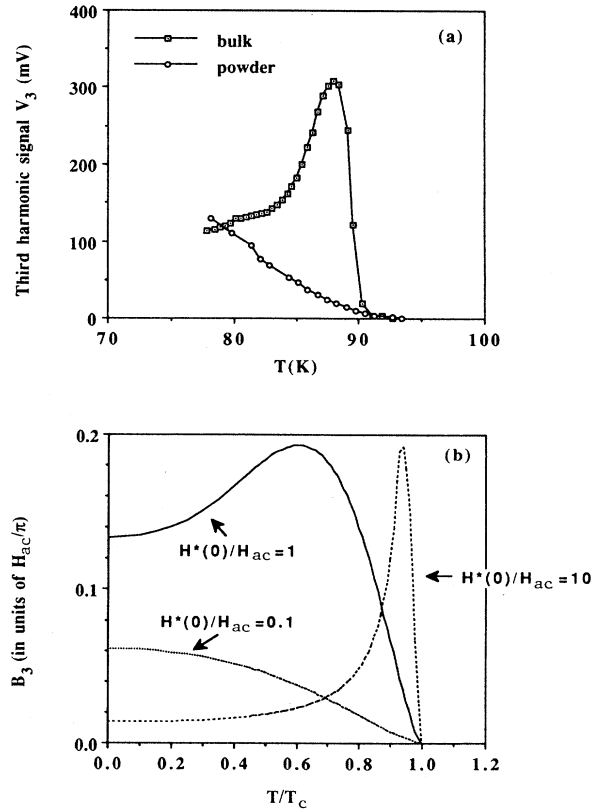 400
300
200
100
0
Third harmonic signal V3 (mV)
bulk
powder
(a)
70 80 90 100
T(K)
0.2
0.1
0.0
B3 (in units of Hac/π)
(b)
H*(0)/Hac=1
H*(0)/Hac=10
H*(0)/Hac=0.1
0.0 0.2 0.4 0.6 0.8 1.0 1.2
T/Tc